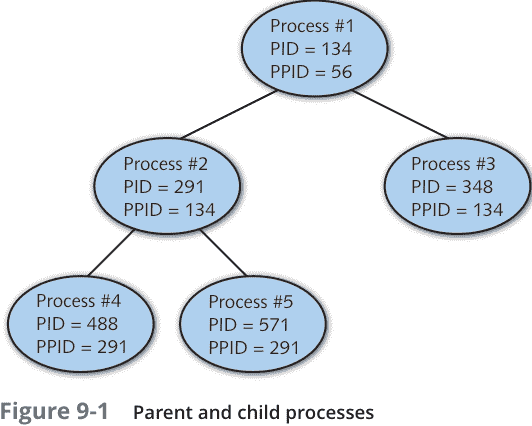 Process #1
PID = 134
PPID = 56
Process #2
PID = 291
PPID = 134
Process #3
PID = 348
PPID = 134
Process #4
PID = 488
PPID = 291
Process #5
PID = 571
PPID = 291
Figure 9-1 Parent and child processes